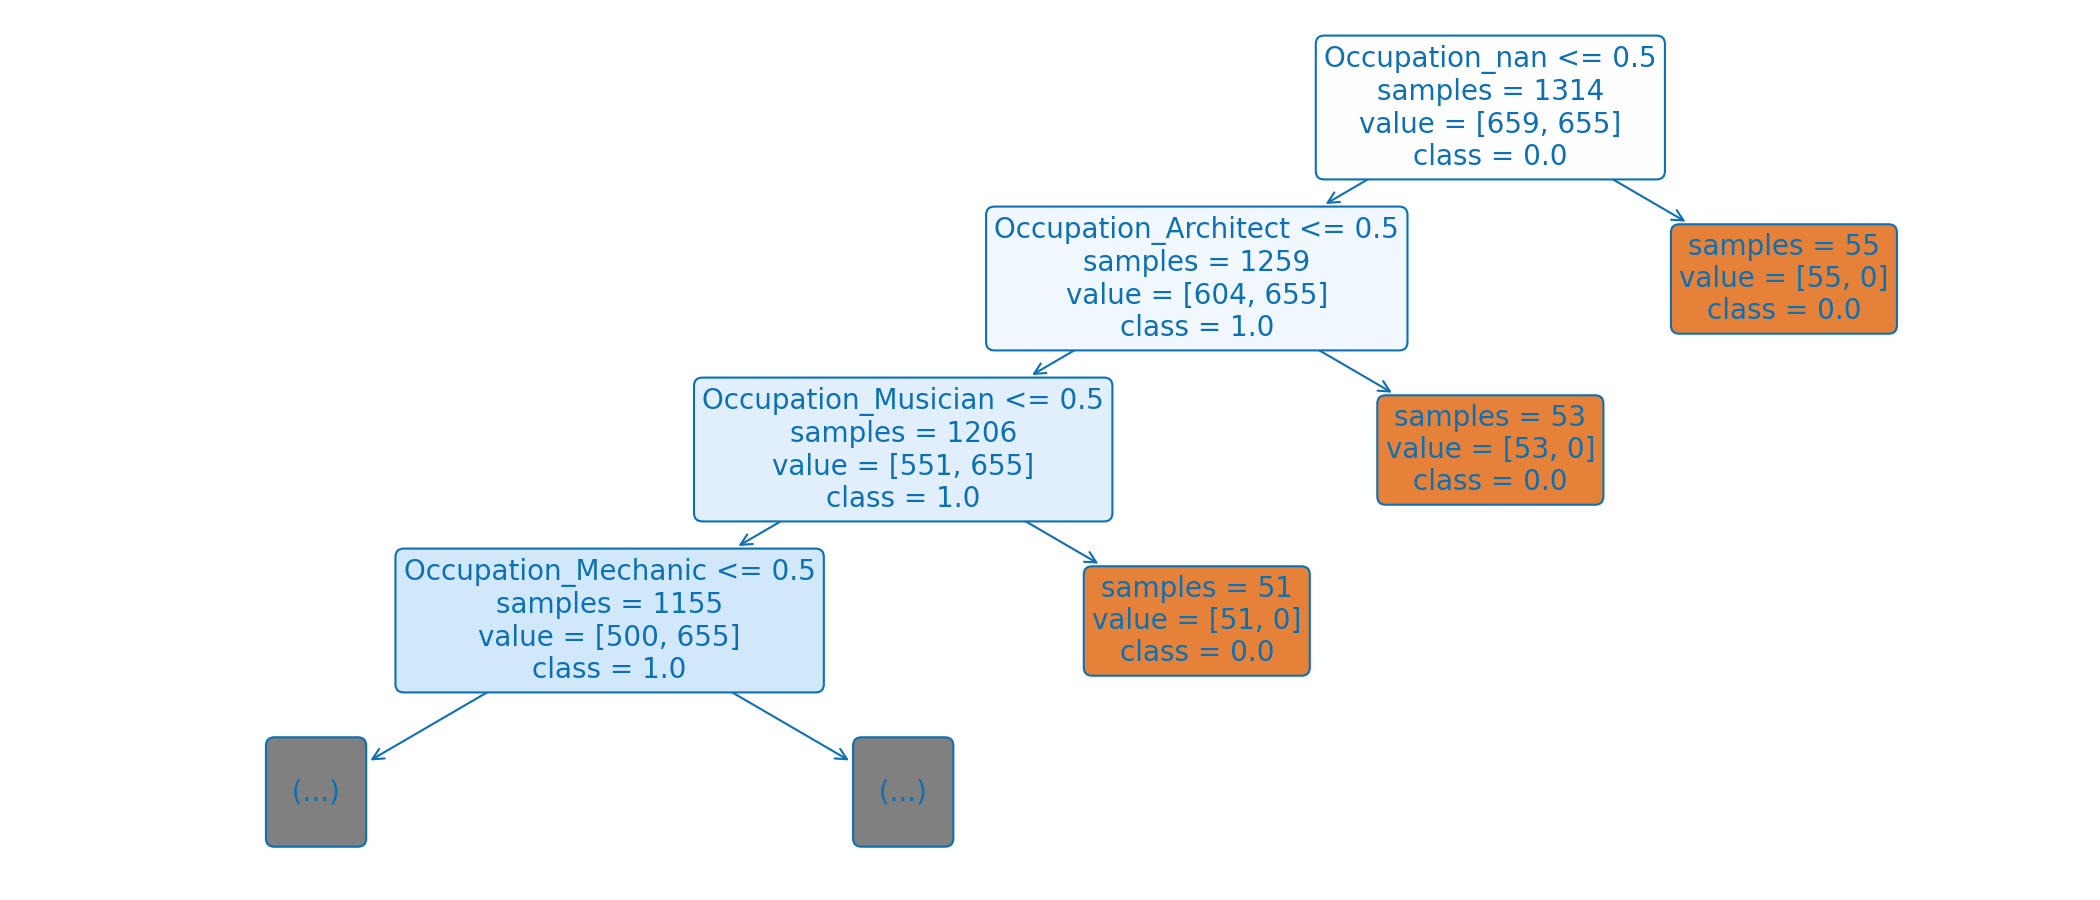 Occupation_nan <= 0.5
samples = 1314
value = [659, 655]
class = 0.0
Occupation_Architect <= 0.5
samples = 1259
value = [604, 655]
class = 1.0
samples = 55
value = [55, 0]
class = 0.0
Occupation_Musician <= 0.5
samples = 1206
value = [551, 655]
class = 1.0
samples = 53
value = [53, 0]
class = 0.0
Occupation_Mechanic <= 0.5
samples = 1155
value = [500, 655]
class = 1.0
samples = 51
value = [51, 0]
class = 0.0
(...)
(...)